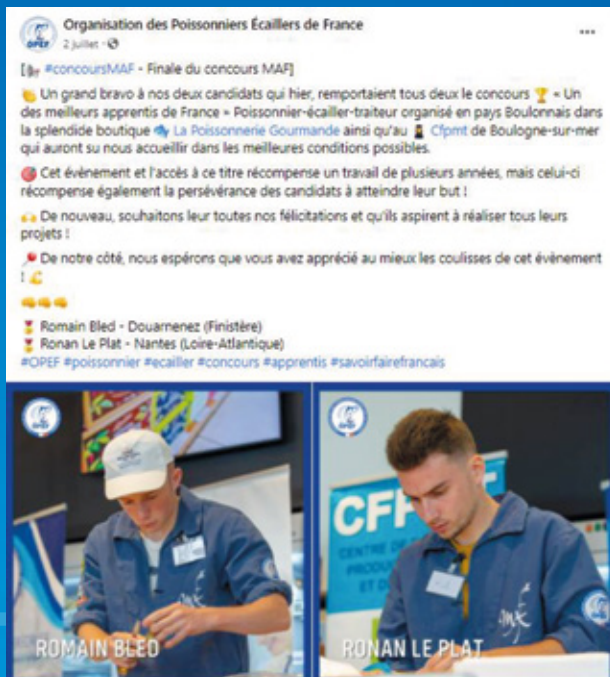 Organisation des Poissonniers Écaillers de France
2 juillet ·
[ #concoursMAF - Finale du concours MAF]
Un grand bravo à nos deux candidats qui hier, remportaient tous deux le concours « Un
des meilleurs apprentis de France » Poissonnier-écailler-traiteur organisé en pays Boulonnais dans
la splendide boutique La Poissonnerie Gourmande ainsi qu'au Cfpmt de Boulogne-sur-mer
qui auront su nous accueillir dans les meilleures conditions possibles.
Cet évènement et l'accès à ce titre récompense un travail de plusieurs années, mais celui-ci
récompense également la persévérance des candidats à atteindre leur but !
De nouveau, souhaitons leur toutes nos félicitations et qu'ils aspirent à réaliser tous leurs
projets !
De notre côté, nous espérons que vous avez apprécié au mieux les coulisses de cet évènement
!
Romain Bled - Douarnenez (Finistère)
Ronan Le Plat - Nantes (Loire-Atlantique)
#OPEF #poissonnier #ecailler #concours #apprentis #savoirfairefrancais
OPEF
OPEF
CFP
CENTRE DE
PRODU
ET D
ROMAIN BLED
RONAN LE PLAT